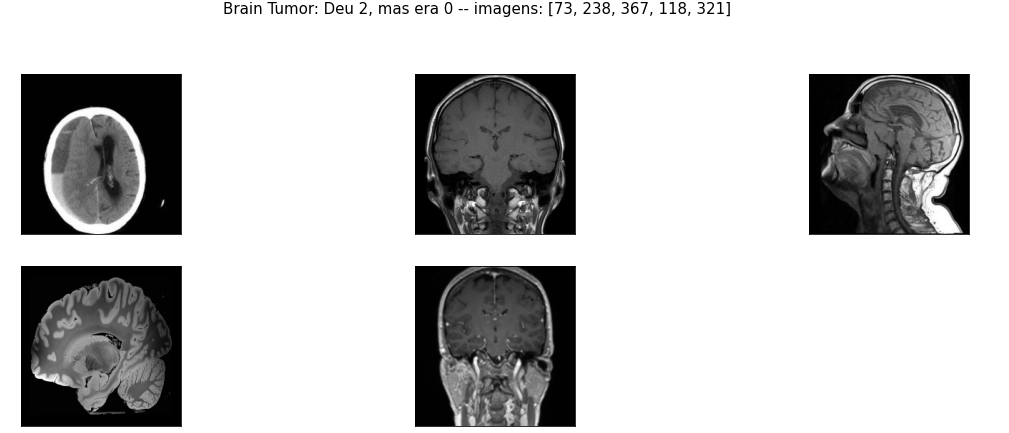 Brain Tumor: Deu 2, mas era 0 -- imagens: [73, 238, 367, 118, 321]